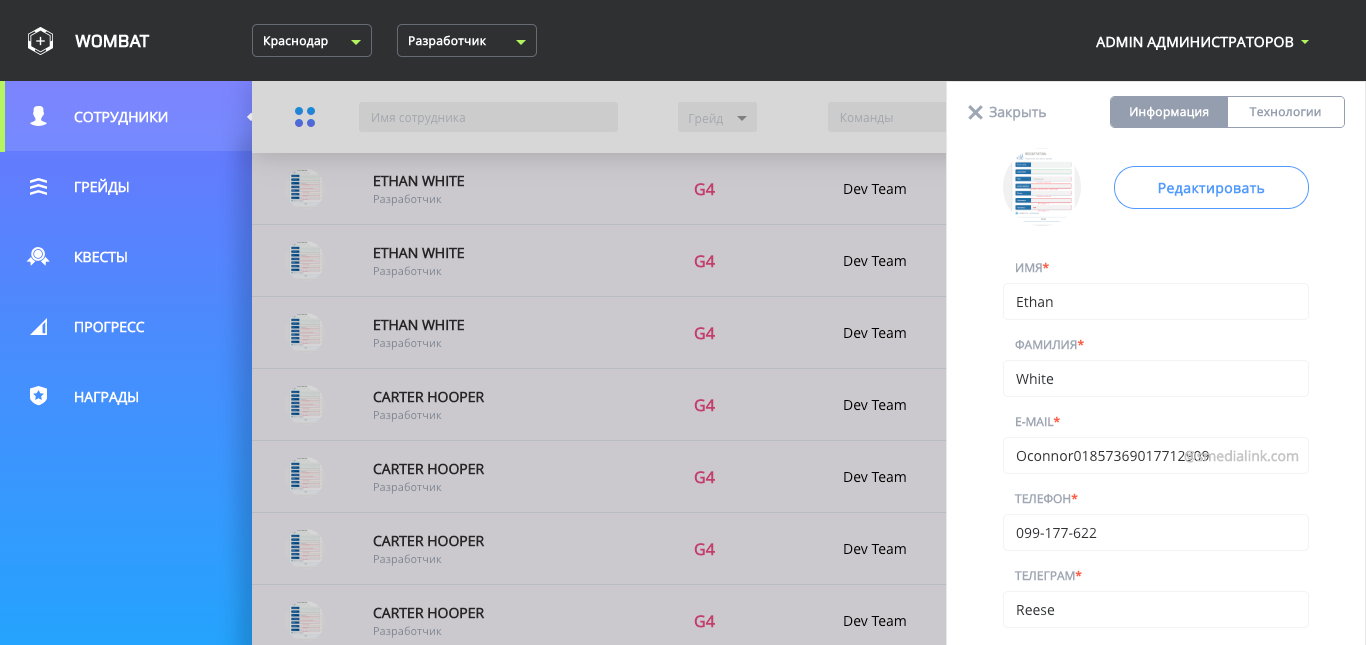 WOMBAT
Краснодар
Разработчик
ADMIN АДМИНИСТРАТОРОВ
СОТРУДНИКИ
ГРЕЙДЫ
КВЕСТЫ
ПРОГРЕСС
НАГРАДЫ
Имя сотрудника
Грейд
Команды
ETHAN WHITE
Разработчик
G4
Dev Team
ETHAN WHITE
Разработчик
G4
Dev Team
ETHAN WHITE
Разработчик
G4
Dev Team
CARTER HOOPER
Разработчик
G4
Dev Team
CARTER HOOPER
Разработчик
G4
Dev Team
CARTER HOOPER
Разработчик
G4
Dev Team
CARTER HOOPER
Разработчик
G4
Dev Team
Закрыть
Информация
Технологии
Редактировать
ИМЯ*
Ethan
ФАМИЛИЯ*
White
E-MAIL*
ТЕЛЕФОН*
099-177-622
ТЕЛЕГРАМ*
Reese